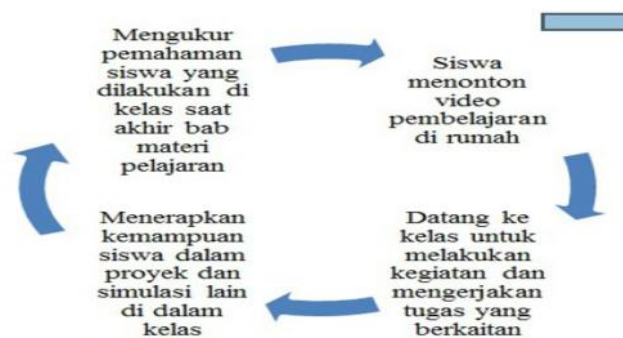 Mengukur
pemahaman
siswa yang
dilakukan di
kelas saat
akhir bab
materi
pelajaran
Siswa
menonton
video
pembelajaran
di rumah
Datang ke
kelas untuk
melakukan
kegiatan dan
mengerjakan
tugas yang
berkaitan
Menerapkan
kemampuan
siswa dalam
proyek dan
simulasi lain
di dalam
kelas